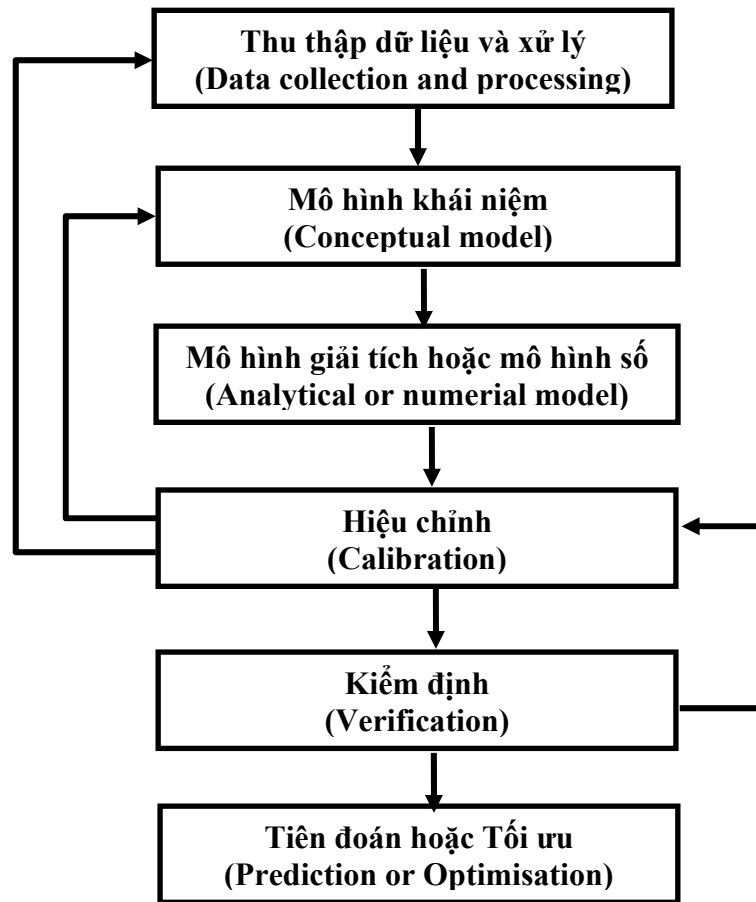 Thu thập dữ liệu và xử lý
(Data collection and processing)
Mô hình khái niệm
(Conceptual model)
Mô hình giải tích hoặc mô hình số
(Analytical or numerial model)
Hiệu chỉnh
(Calibration)
Kiểm định
(Verification)
Tiên đoán hoặc Tối ưu
(Prediction or Optimisation)